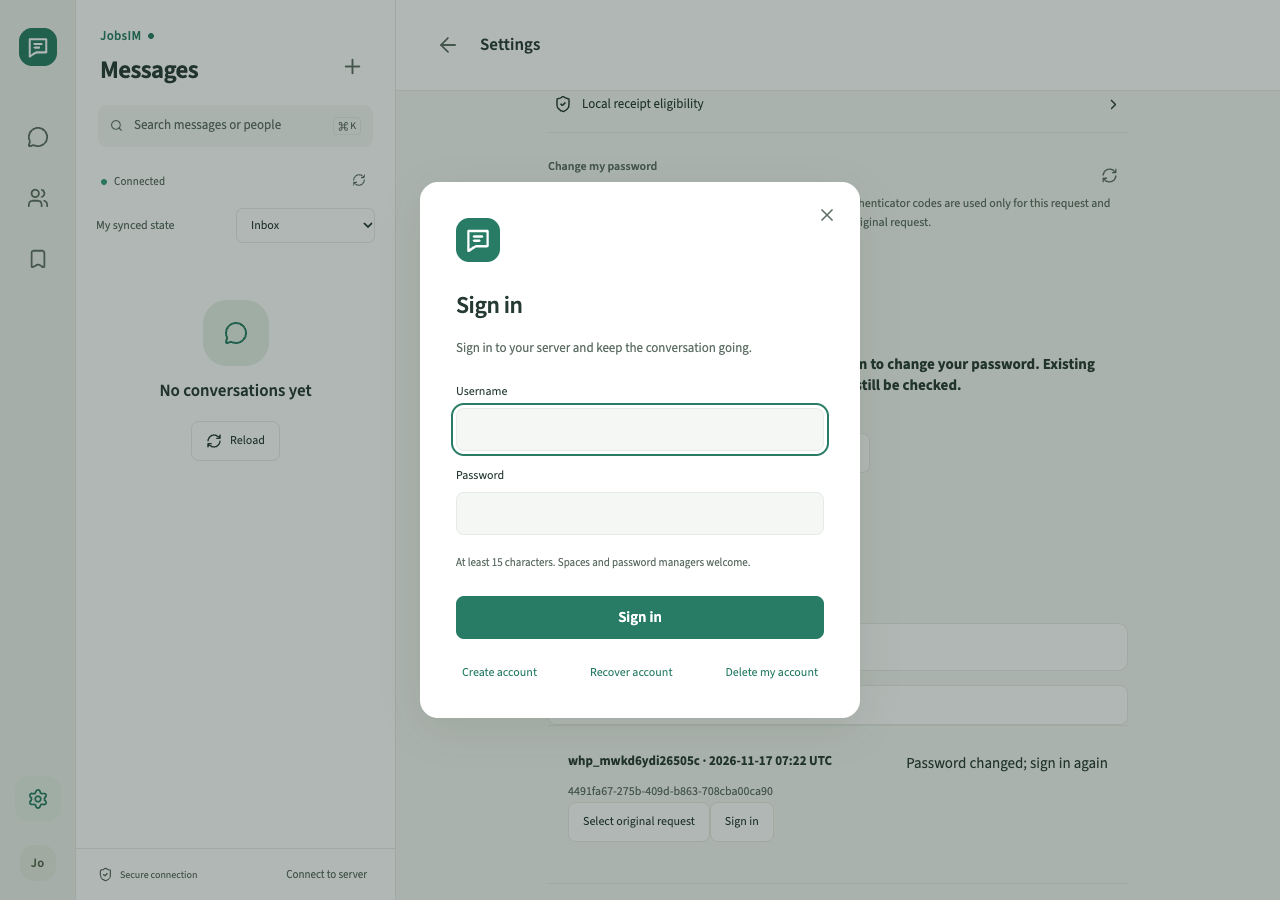 JobsIM
Messages
Search messages or people
⌘K
Connected
My synced state
Inbox
No conversations yet
Reload
Secure connection
Connect to server
Jo
Settings
Local receipt eligibility
Change my password
henticator codes are used only for this request and
iginal request.
n to change your password. Existing
still be checked.
Sign in
Sign in to your server and keep the conversation going.
Username
Password
At least 15 characters. Spaces and password managers welcome.
Sign in
Create account
Recover account
Delete my account
whp_mwkd6ydi26505c · 2026-11-17 07:22 UTC
Password changed; sign in again
4491fa67-275b-409d-b863-708cba00ca90
Select original request
Sign in